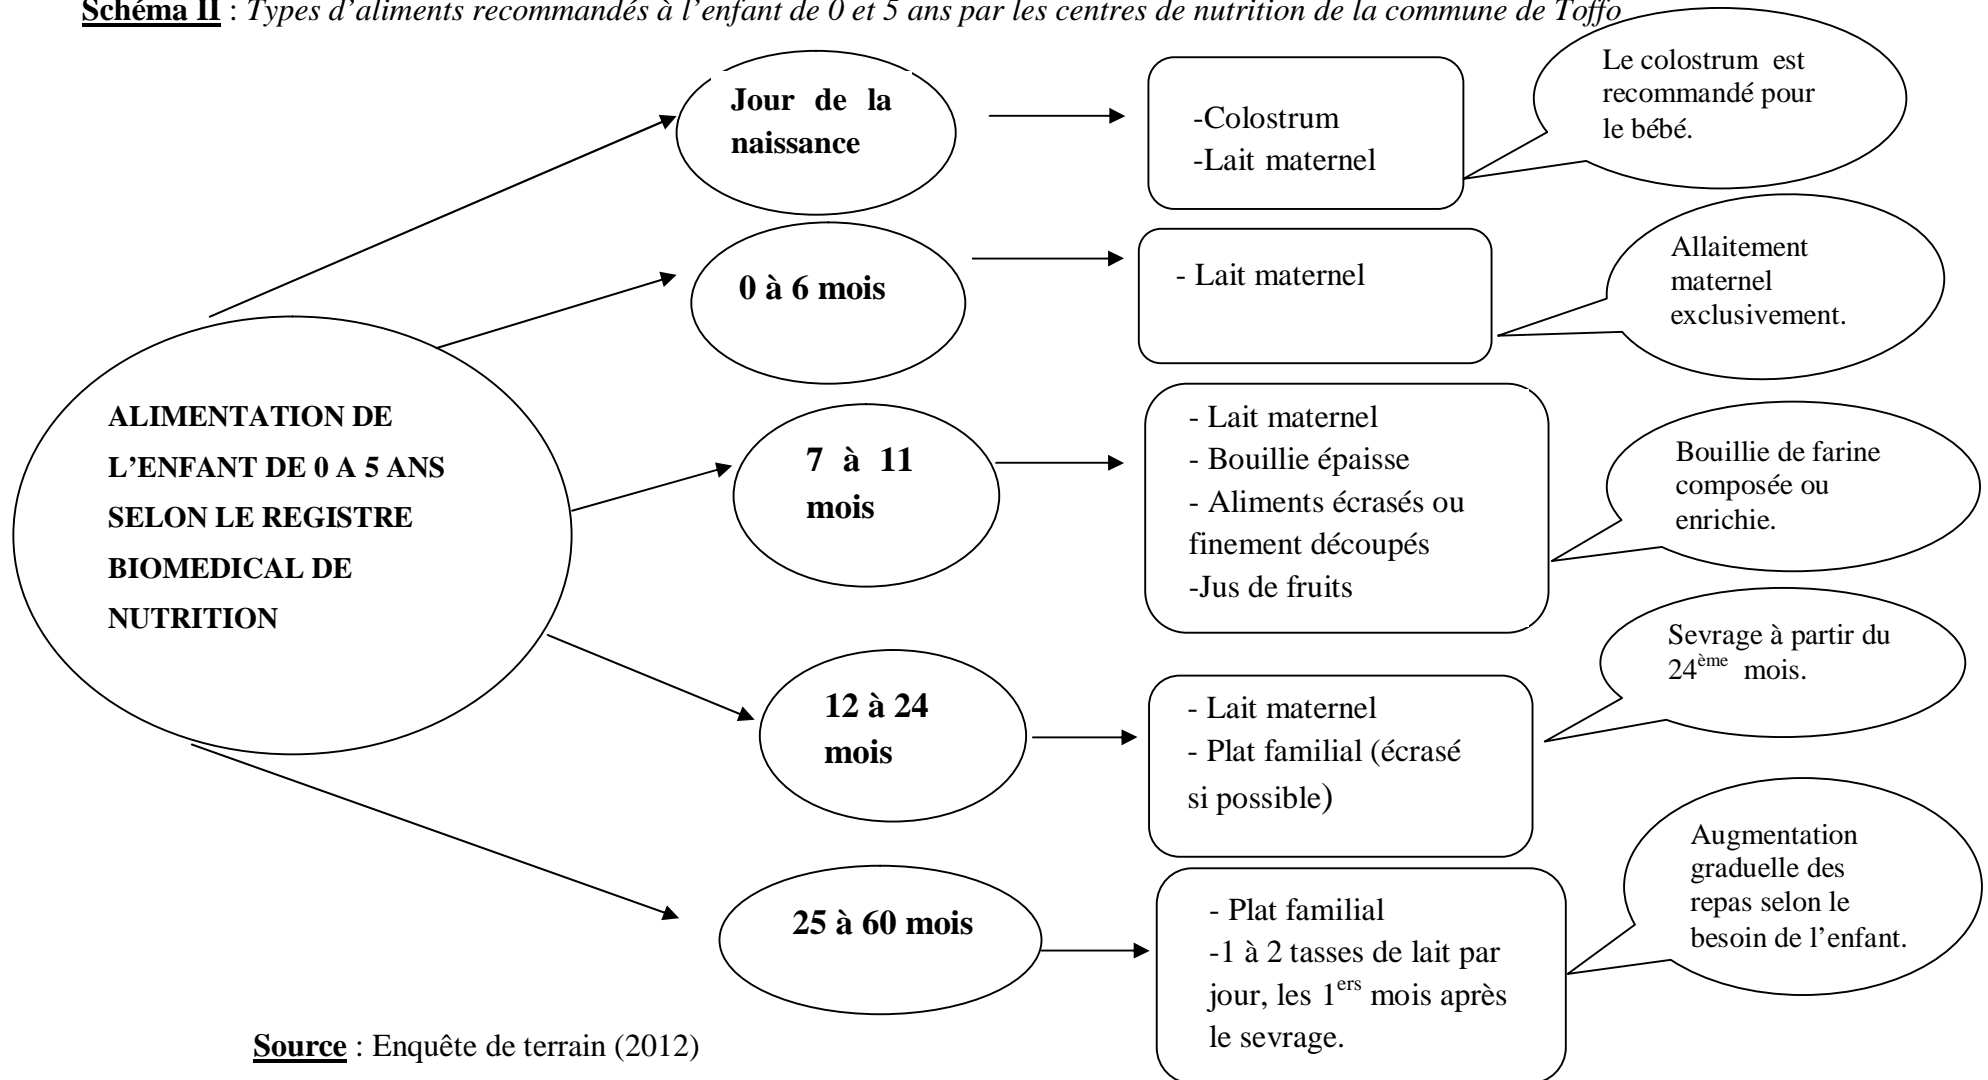 Schéma II : Types d’aliments recommandés à l’enfant de 0 et 5 ans par les centres de nutrition de la commune de Toffo
ALIMENTATION DE
L’ENFANT DE 0 A 5 ANS
SELON LE REGISTRE
BIOMEDICAL DE
NUTRITION
Jour de la
naissance
-Colostrum
-Lait maternel
Le colostrum est
recommandé pour
le bébé.
0 à 6 mois
- Lait maternel
Allaitement
maternel
exclusivement.
7 à 11
mois
- Lait maternel
- Bouillie épaisse
- Aliments écrasés ou
finement découpés
-Jus de fruits
Bouillie de farine
composée ou
enrichie.
12 à 24
mois
- Lait maternel
- Plat familial (écrasé
si possible)
Sevrage à partir du
24ème mois.
25 à 60 mois
- Plat familial
-1 à 2 tasses de lait par
jour, les 1ers mois après
le sevrage.
Augmentation
graduelle des
repas selon le
besoin de l’enfant.
Source : Enquête de terrain (2012)